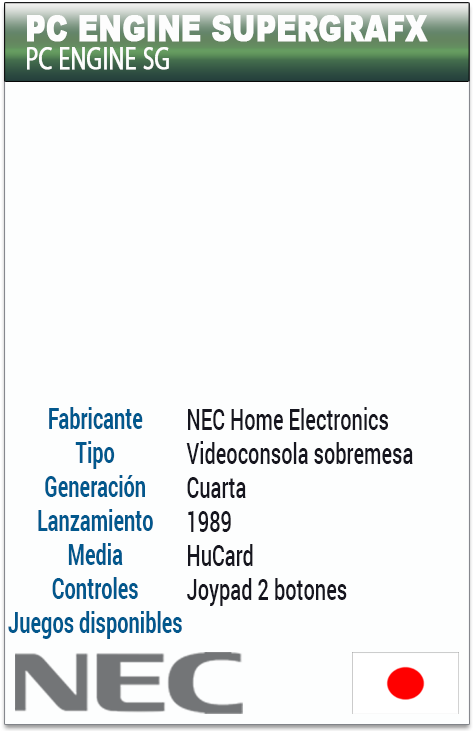 PC ENGINE SUPERGRAFX
PC ENGINE SG
Fabricante NEC Home Electronics
Tipo Videoconsola sobremesa
Generación Cuarta
Lanzamiento 1989
Media HuCard
Controles Joypad 2 botones
Juegos disponibles
NEC